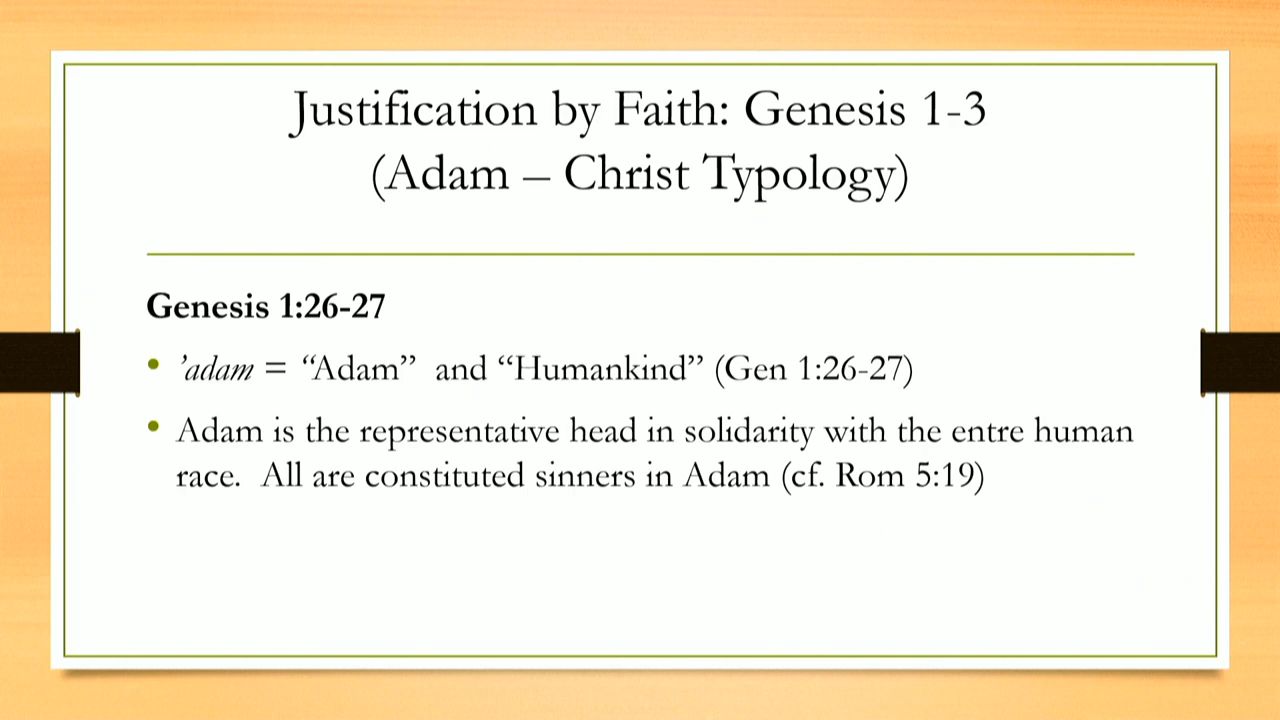 Justification by Faith: Genesis 1-3
(Adam – Christ Typology)
Genesis 1:26-27
• ’adam = “Adam”  and “Humankind” (Gen 1:26-27)
• Adam is the representative head in solidarity with the entre human
race.  All are constituted sinners in Adam (cf. Rom 5:19)